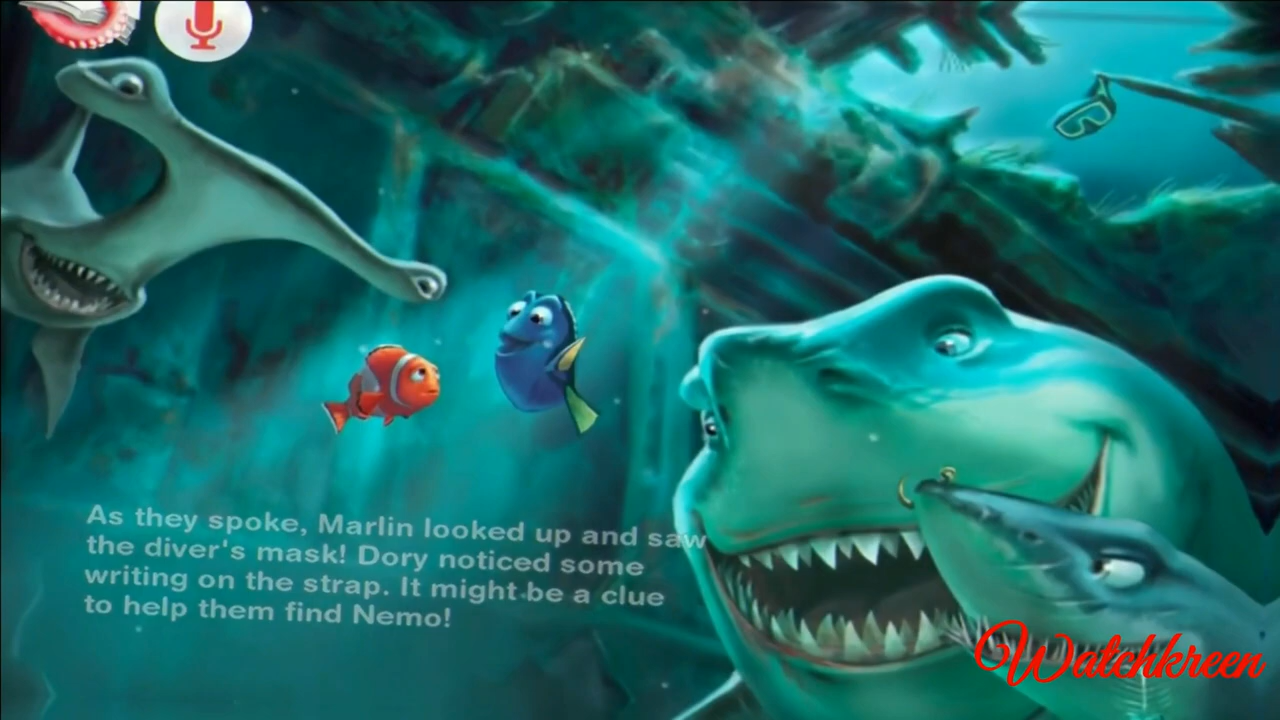 As they spoke, Marlin looked up and saw
the diver's mask! Dory noticed some
writing on the strap. It might be a clue
to help them find Nemo!
Watchkreen